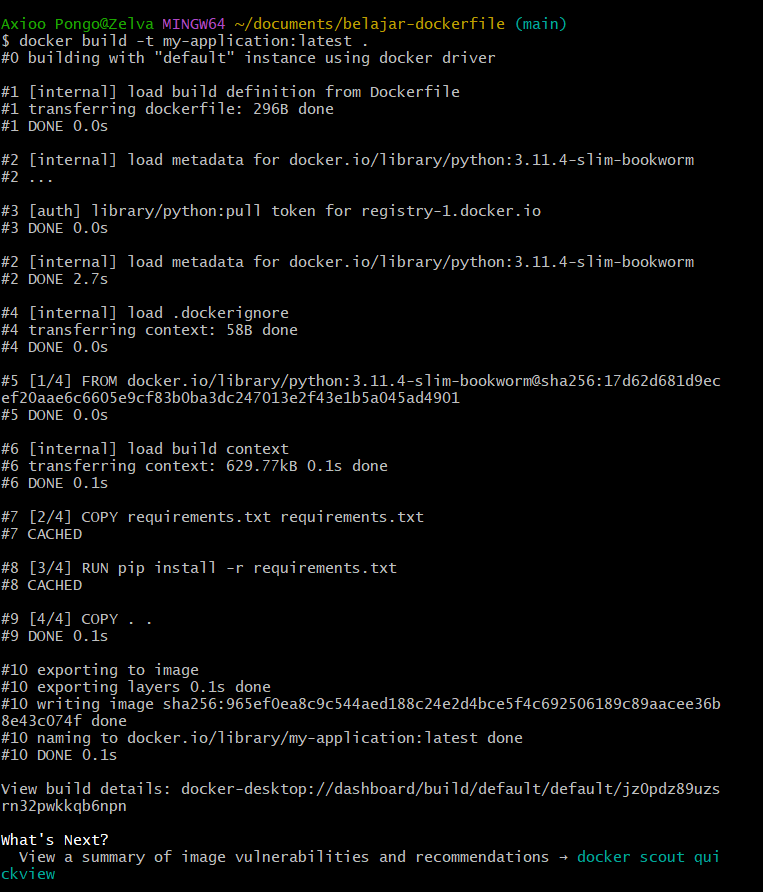 Axioo Pongo@Zelva MINGW64 ~/documents/belajar-dockerfile (main)
$ docker build -t my-application:latest .
#0 building with "default" instance using docker driver
#1 [internal] load build definition from Dockerfile
#1 transferring dockerfile: 296B done
#1 DONE 0.0s
#2 [internal] load metadata for docker.io/library/python:3.11.4-slim-bookworm
#2 ...
#3 [auth] library/python:pull token for registry-1.docker.io
#3 DONE 0.0s
#2 [internal] load metadata for docker.io/library/python:3.11.4-slim-bookworm
#2 DONE 2.7s
#4 [internal] load .dockerignore
#4 transferring context: 58B done
#4 DONE 0.0s
#5 [1/4] FROM docker.io/library/python:3.11.4-slim-bookworm@sha256:17d62d681d9ec
ef20aae6c6605e9cf83b0ba3dc247013e2f43e1b5a045ad4901
#5 DONE 0.0s
#6 [internal] load build context
#6 transferring context: 629.77kB 0.1s done
#6 DONE 0.1s
#7 [2/4] COPY requirements.txt requirements.txt
#7 CACHED
#8 [3/4] RUN pip install -r requirements.txt
#8 CACHED
#9 [4/4] COPY . .
#9 DONE 0.1s
#10 exporting to image
#10 exporting layers 0.1s done
#10 writing image sha256:965ef0ea8c9c544aed188c24e2d4bce5f4c692506189c89aacee36b
8e43c074f done
#10 naming to docker.io/library/my-application:latest done
#10 DONE 0.1s
View build details: docker-desktop://dashboard/build/default/default/jz0pdz89uzs
rn32pwkkqb6npn
What's Next?
View a summary of image vulnerabilities and recommendations → docker scout qui
ckview